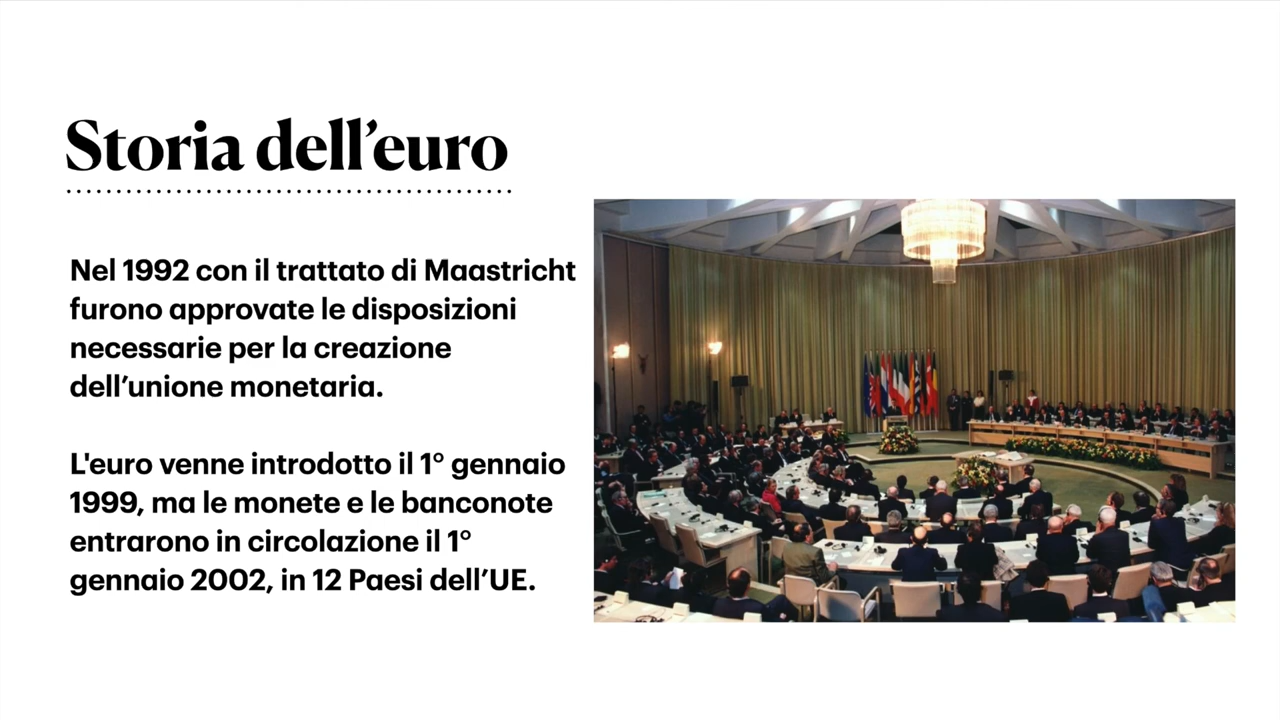 Storia dell’euro
Nel 1992 con il trattato di Maastricht
furono approvate le disposizioni
necessarie per la creazione
dell’unione monetaria.
L'euro venne introdotto il 1° gennaio
1999, ma le monete e le banconote
entrarono in circolazione il 1°
gennaio 2002, in 12 Paesi dell’UE.